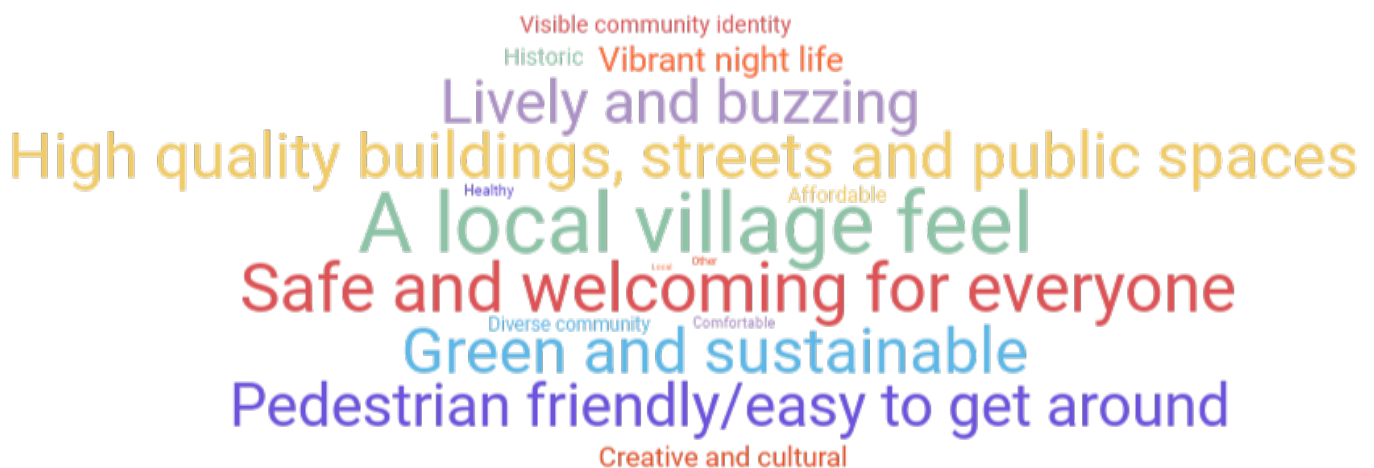 Visible community identity
Historic Vibrant night life
Lively and buzzing
High quality buildings, streets and public spaces
Healthy Affordable
A local village feel
Local Other
Safe and welcoming for everyone
Diverse community Comfortable
Green and sustainable
Pedestrian friendly/easy to get around
Creative and cultural